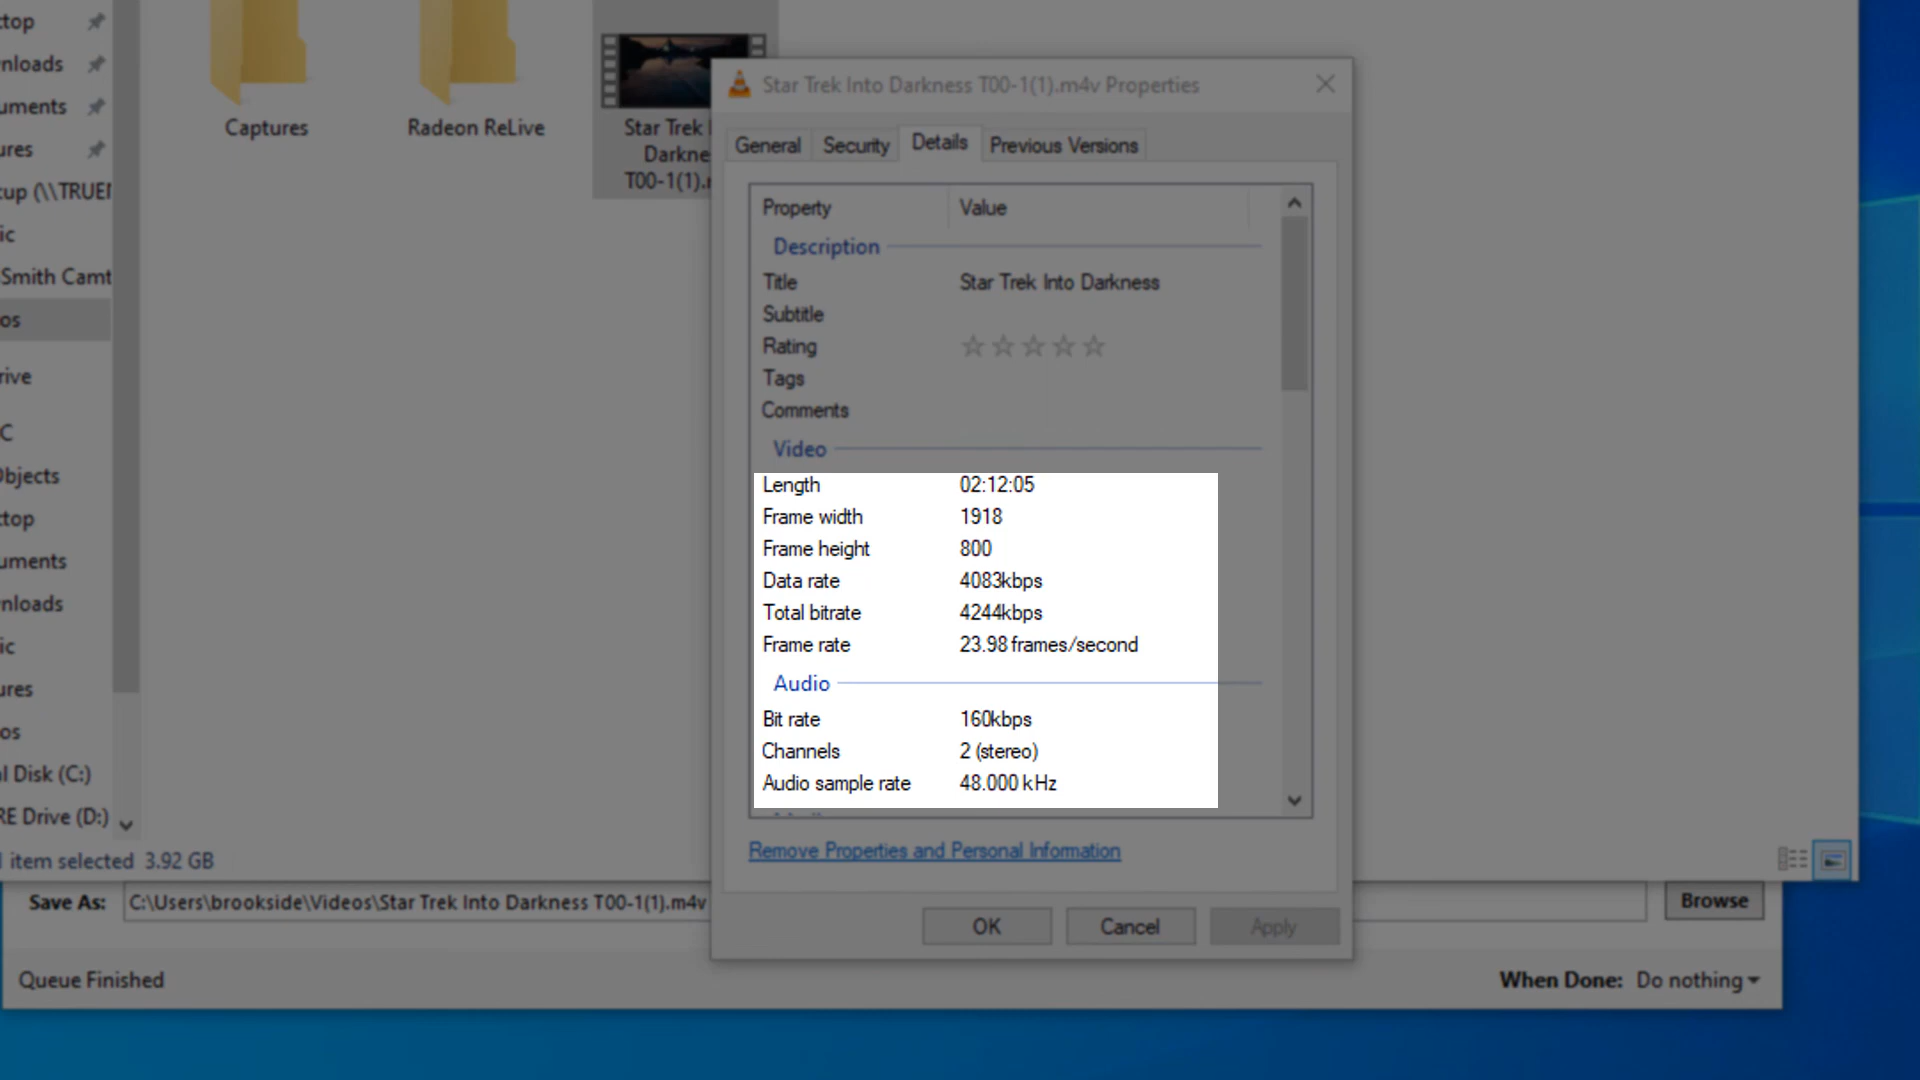 ctop
Captures
Radeon ReLive
Star Trek I
Darkne
T00-1(1).
nloads
uments
ures
cup (\\TRUE
ic
Smith Camt
os
rive
C
Objects
ctop
uments
nloads
ic
ures
os
al Disk (C:)
RE Drive (D:)
item selected 3.92 GB
Star Trek Into Darkness T00-1(1).m4v Properties
General Security Details Previous Versions
Property Value
Description
Title Star Trek Into Darkness
Subtitle
Rating
Tags
Comments
Video
Length 02:12:05
Frame width 1918
Frame height 800
Data rate 4083kbps
Total bitrate 4244kbps
Frame rate 23.98 frames/second
Audio
Bit rate 160kbps
Channels 2 (stereo)
Audio sample rate 48.000 kHz
Remove Properties and Personal Information
OK Cancel Apply
Save As: C:\Users\brookside\Videos\Star Trek Into Darkness T00-1(1).m4v Browse
Queue Finished When Done: Do nothing